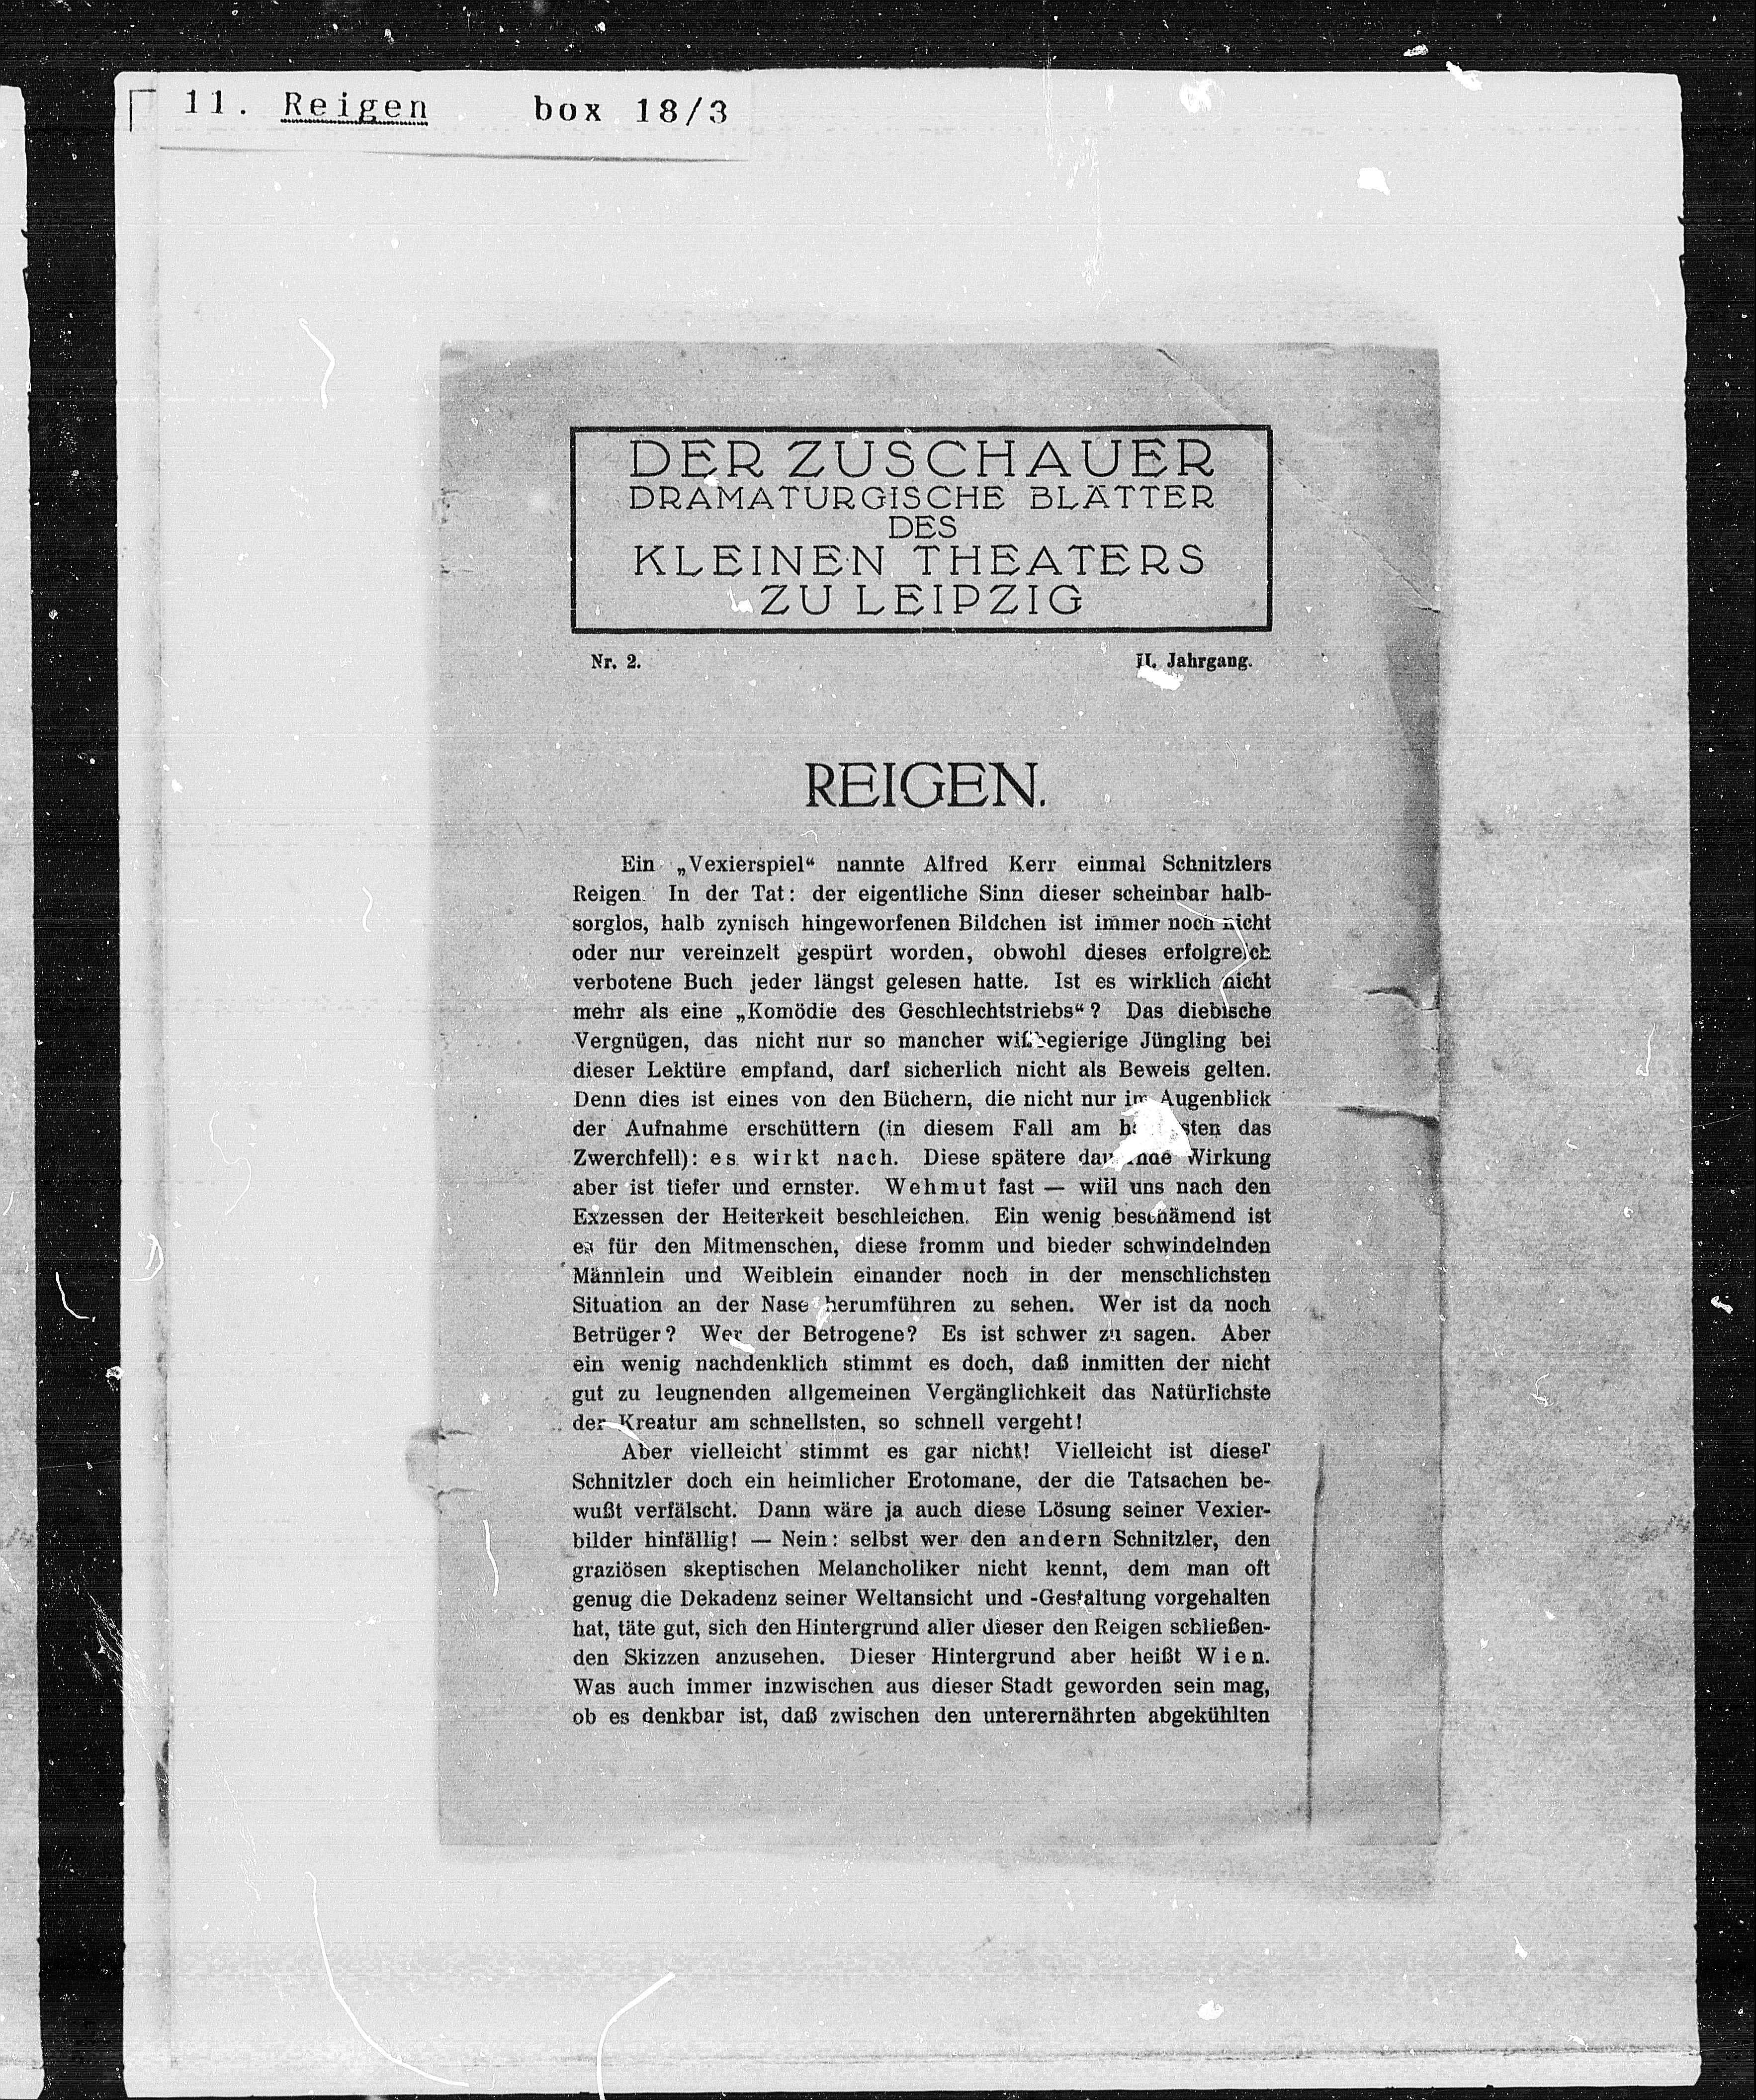 11. Reigen box 18/3
DER ZUSCHAUER
DRAMATURGISCHE BLÄTTER
DES
KLEINEN THEATERS
ZU LEIPZIG
Nr. 2. II. Jahrgang.
REIGEN.
Ein „Vexierspiel“ nannte Alfred Kerr einmal Schnitzlers
Reigen. In der Tat: der eigentliche Sinn dieser scheinbar halb-
sorglos, halb zynisch hingeworfenen Bildchen ist immer noch nicht
oder nur vereinzelt gespürt worden, obwohl dieses erfolgreich
verbotene Buch jeder längst gelesen hatte. Ist es wirklich nicht
mehr als eine „Komödie des Geschlechtstriebs“? Das diebische
Vergnügen, das nicht nur so mancher wißbegierige Jüngling bei
dieser Lektüre empfand, darf sicherlich nicht als Beweis gelten.
Denn dies ist eines von den Büchern, die nicht nur im Augenblick
der Aufnahme erschüttern (in diesem Fall am das
Zwerchfell): es wirkt nach. Diese spätere dauernde Wirkung
aber ist tiefer und ernster. Wehmut fast — will uns nach den
Exzessen der Heiterkeit beschleichen. Ein wenig beschämend ist
es für den Mitmenschen, diese fromm und bieder schwindelnden
Männlein und Weiblein einander noch in der menschlichsten
Situation an der Nase herumführen zu sehen. Wer ist da noch
Betrüger? Wer der Betrogene? Es ist schwer zu sagen. Aber
ein wenig nachdenklich stimmt es doch, daß inmitten der nicht
gut zu leugnenden allgemeinen Vergänglichkeit das Natürlichste
der Kreatur am schnellsten, so schnell vergeht!
Aber vielleicht stimmt es gar nicht! Vielleicht ist dieser
Schnitzler doch ein heimlicher Erotomane, der die Tatsachen be-
wußt verfälscht. Dann wäre ja auch diese Lösung seiner Vexier-
bilder hinfällig! — Nein: selbst wer den andern Schnitzler, den
graziösen skeptischen Melancholiker nicht kennt, dem man oft
genug die Dekadenz seiner Weltansicht und -Gestaltung vorgehalten
hat, täte gut, sich den Hintergrund aller dieser den Reigen schließen-
den Skizzen anzusehen. Dieser Hintergrund aber heißt Wien.
Was auch immer inzwischen aus dieser Stadt geworden sein mag,
ob es denkbar ist, daß zwischen den unterernährten abgekühlten